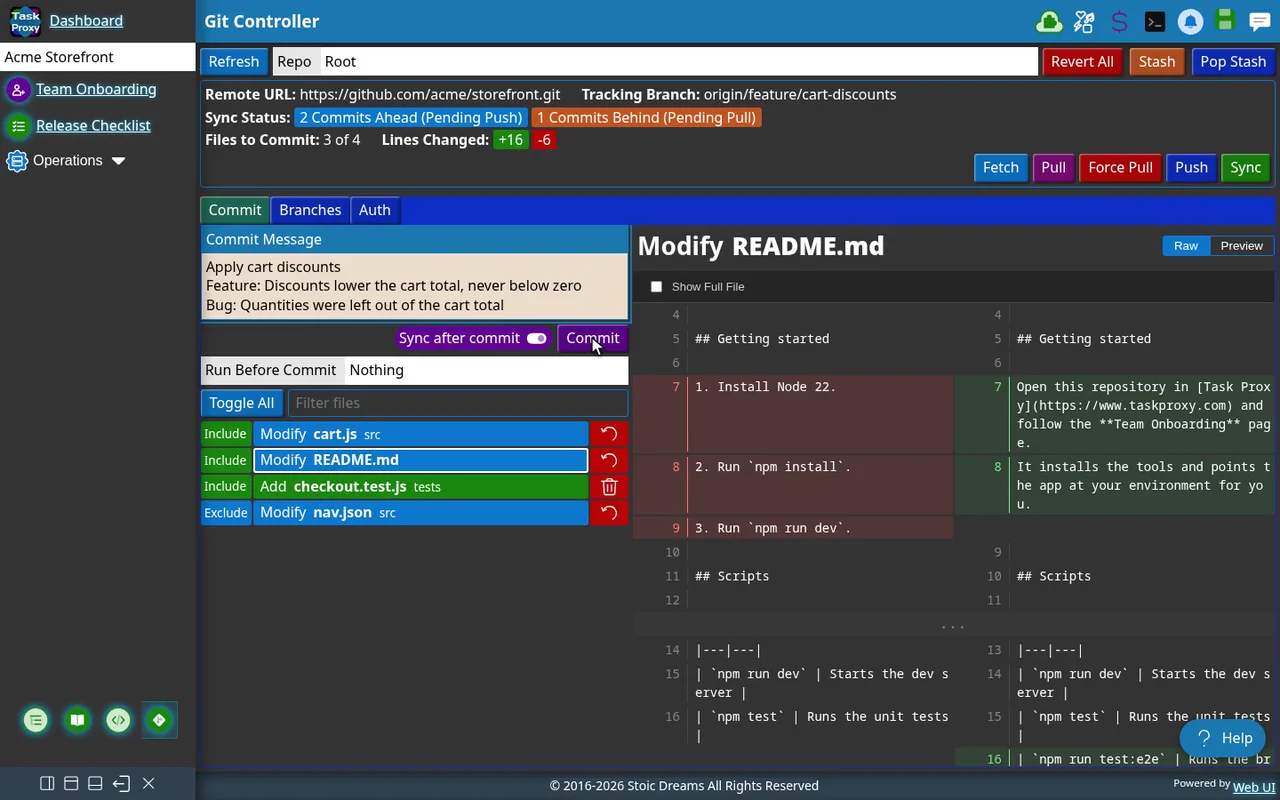 Task Proxy
Dashboard
Git Controller
Acme Storefront
Team Onboarding
Release Checklist
Operations
Refresh
Repo
Root
Revert All
Stash
Pop Stash
Remote URL: https://github.com/acme/storefront.git
Tracking Branch: origin/feature/cart-discounts
Sync Status: 2 Commits Ahead (Pending Push) 1 Commits Behind (Pending Pull)
Files to Commit: 3 of 4
Lines Changed: +16 -6
Fetch
Pull
Force Pull
Push
Sync
Commit
Branches
Auth
Commit Message
Apply cart discounts
Feature: Discounts lower the cart total, never below zero
Bug: Quantities were left out of the cart total
Sync after commit
Commit
Run Before Commit
Nothing
Toggle All
Filter files
Include Modify cart.js src
Include Modify README.md
Include Add checkout.test.js tests
Exclude Modify nav.json src
Modify README.md
Raw
Preview
Show Full File
4 4
5 ## Getting started 5 ## Getting started
6 6
7 1. Install Node 22. 7 Open this repository in [Task Prox
y](https://www.taskproxy.com) and
follow the **Team Onboarding** pag
e.
8 2. Run `npm install`. 8 It installs the tools and points t
he app at your environment for yo
u.
9 3. Run `npm run dev`.
10 9
11 ## Scripts 10 ## Scripts
12 11
...
14 |---|---| 13 |---|---|
15 | `npm run dev` | Starts the dev s 14 | `npm run dev` | Starts the dev s
erver | erver |
16 | `npm test` | Runs the unit tests 15 | `npm test` | Runs the unit tests
| |
16 | `npm run test:e2e` | Runs the br
Help
© 2016-2026 Stoic Dreams All Rights Reserved
Powered by Web UI